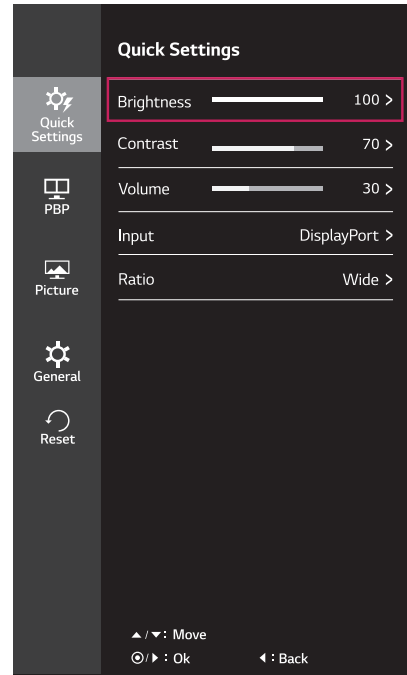 Quick Settings
Quick
Settings
PBP
Picture
General
Reset
Brightness 100 >
Contrast 70 >
Volume 30 >
Input DisplayPort >
Ratio Wide >
▲/▼: Move
◉/▶ : Ok ◀ : Back